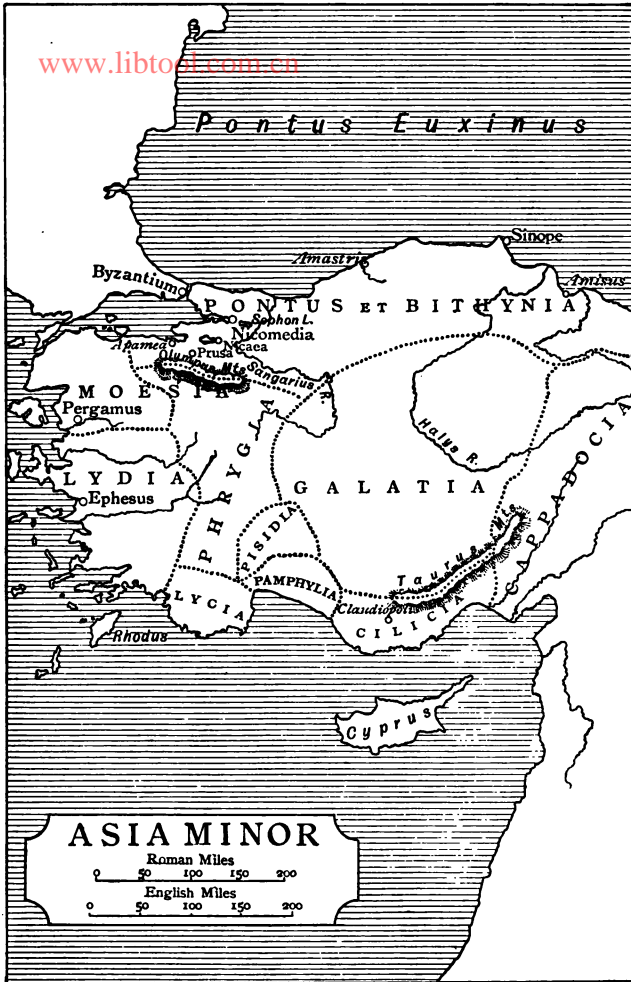 www.libtool.com.cn
Pontus Euxinus
Sinope
Amastris
Byzantium
Amisus
PONTUS ET BITHYNIA
Sophon L.
Nicomedia
Apamea
Nicaea
Prusa
Olympus Mts.
Sangarius R.
MOESIA
Pergamus
Halys R.
LYDIA
Ephesus
PHRYGIA
GALATIA
CAPPADOCIA
PISIDIA
Taurus Mts.
PAMPHYLIA
LYCIA
Claudiopolis
CILICIA
Rhodus
Cyprus
ASIA MINOR
Roman Miles
0 50 100 150 200
English Miles
0 50 100 150 200